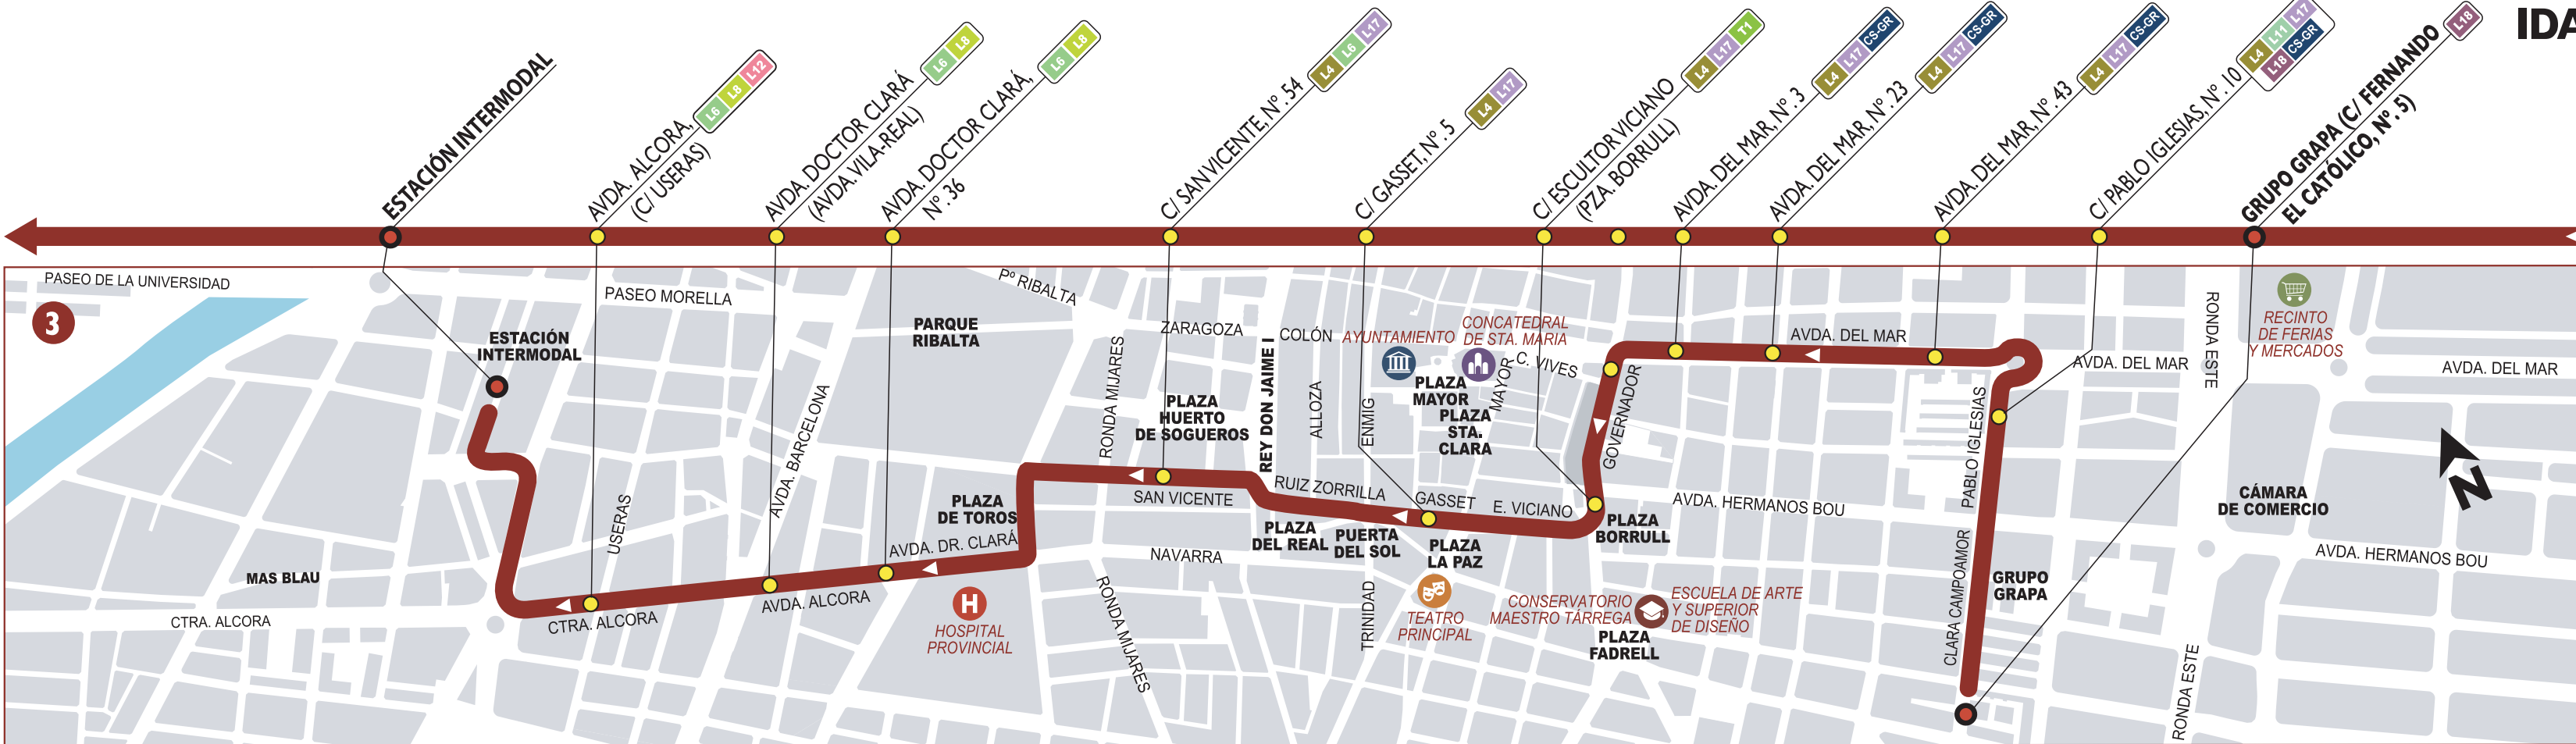 IDA
ESTACIÓN INTERMODAL
AVDA. ALCORA,
(C/ USERAS)
L6 L8 L12
AVDA. DOCTOR CLARÁ
(AVDA. VILA-REAL)
L6 L8
AVDA. DOCTOR CLARÁ,
Nº. 36
L6 L8
C/ SAN VICENTE, Nº. 54
L4 L6 L17
C/ GASSET, Nº. 5
L4 L17
C/ ESCULTOR VICIANO
(PZA. BORRULL)
L4 L17 T1
AVDA. DEL MAR, Nº. 3
L4 L17 CS-GR
AVDA. DEL MAR, Nº. 23
L4 L17 CS-GR
AVDA. DEL MAR, Nº. 43
L4 L17 CS-GR
C/ PABLO IGLESIAS, Nº. 10
L4 L11 L17
L18 CS-GR
GRUPO GRAPA (C/ FERNANDO
EL CATÓLICO, Nº. 5)
L18
PASEO DE LA UNIVERSIDAD
3
ESTACIÓN
INTERMODAL
PASEO MORELLA
PARQUE
RIBALTA
Pº RIBALTA
ZARAGOZA
RONDA MIJARES
PLAZA
HUERTO
DE SOGUEROS
REY DON JAIME I
COLÓN
ALLOZA
ENMIG
AYUNTAMIENTO
CONCATEDRAL
DE STA. MARÍA
PLAZA
MAYOR
MAYOR
C. VIVES
PLAZA
STA.
CLARA
GOVERNADOR
AVDA. DEL MAR
AVDA. DEL MAR
RONDA ESTE
RECINTO
DE FERIAS
Y MERCADOS
AVDA. DEL MAR
N
PABLO IGLESIAS
CÁMARA
DE COMERCIO
AVDA. HERMANOS BOU
AVDA. HERMANOS BOU
USERAS
AVDA. BARCELONA
PLAZA
DE TOROS
AVDA. DR. CLARÁ
SAN VICENTE
RUIZ ZORRILLA
GASSET
E. VICIANO
PLAZA
BORRULL
PLAZA
DEL REAL
PUERTA
DEL SOL
PLAZA
LA PAZ
NAVARRA
MAS BLAU
CTRA. ALCORA
CTRA. ALCORA
AVDA. ALCORA
H
HOSPITAL
PROVINCIAL
RONDA MIJARES
TRINIDAD
TEATRO
PRINCIPAL
CONSERVATORIO
MAESTRO TÁRREGA
ESCUELA DE ARTE
Y SUPERIOR
DE DISEÑO
PLAZA
FADRELL
CLARA CAMPOAMOR
GRUPO
GRAPA
RONDA ESTE